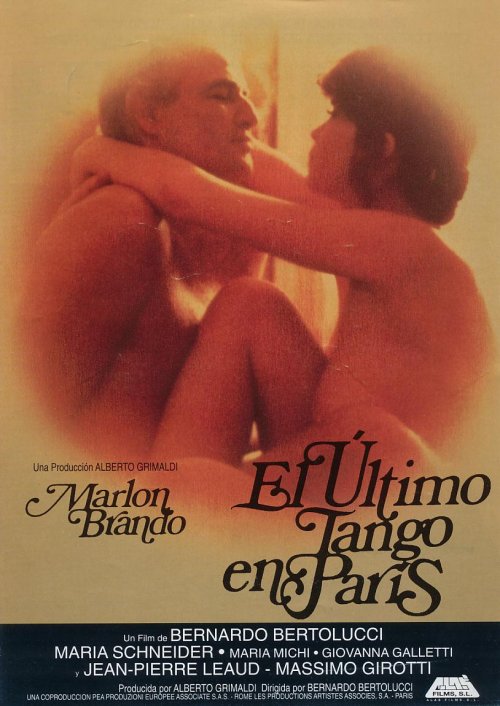 Una Producción ALBERTO GRIMALDI
Marlon
Brando
El Último
Tango
en París
Un Film de BERNARDO BERTOLUCCI
MARIA SCHNEIDER • MARIA MICHI • GIOVANNA GALLETTI
y JEAN-PIERRE LEAUD - MASSIMO GIROTTI
Producida por ALBERTO GRIMALDI Dirigida por BERNARDO BERTOLUCCI
UNA COPRODUCCION PEA PRODUZIONI EUROPEE ASSOCIATE S.A.S. - ROME LES PRODUCTIONS ARTISTES ASSOCIES, S.A. - PARIS
FILMS, S.L.
ALAS FILMS, S.L.